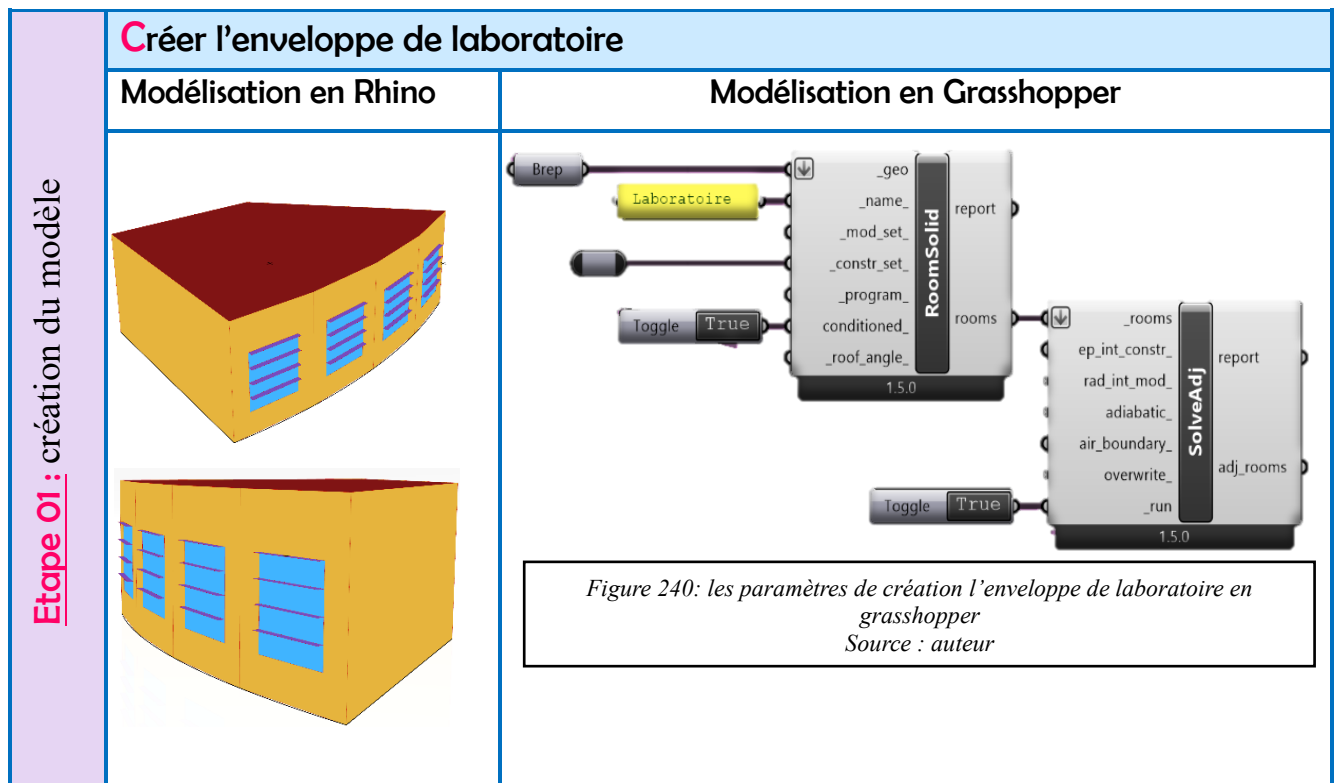 Etape 01 : création du modèle
Créer l'enveloppe de laboratoire
Modélisation en Rhino
Modélisation en Grasshopper
Brep
Laboratoire
Toggle True
_geo
_name_
_mod_set_
_constr_set_
_program_
conditioned_
_roof_angle_
RoomSolid
report
rooms
1.5.0
Toggle True
_rooms
ep_int_constr_
rad_int_mod_
adiabatic_
air_boundary_
overwrite_
_run
SolveAdj
report
adj_rooms
1.5.0
Figure 240: les paramètres de création l'enveloppe de laboratoire en
grasshopper
Source : auteur